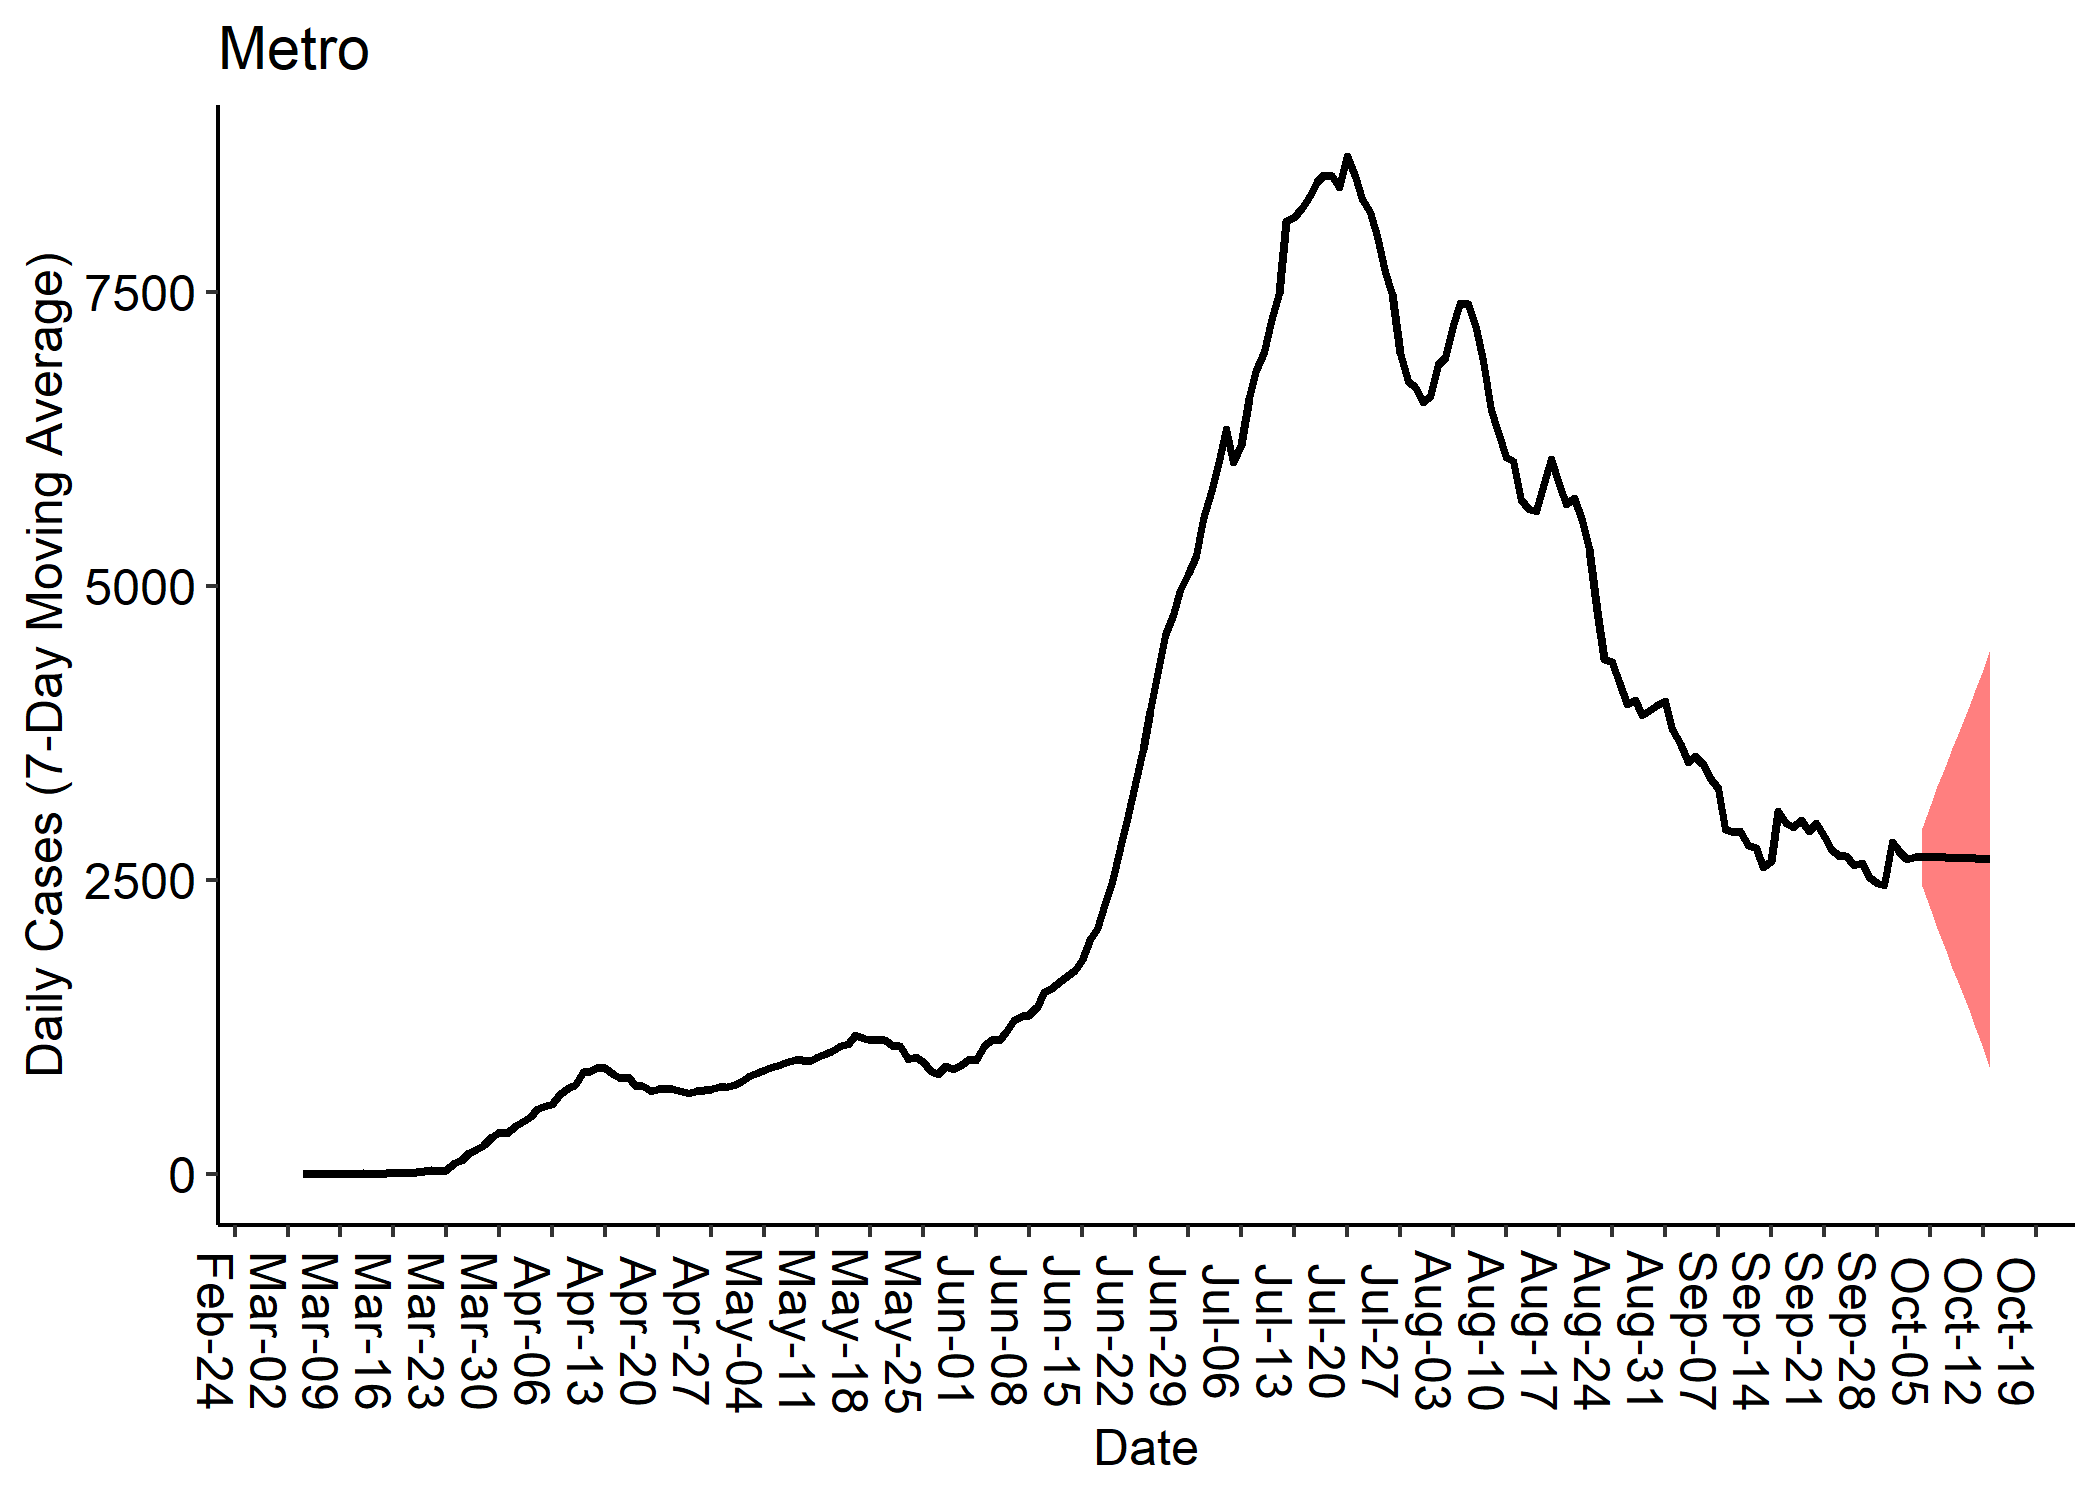 Metro
Daily Cases (7-Day Moving Average)
7500
5000
2500
0
Feb-24
Mar-02
Mar-09
Mar-16
Mar-23
Mar-30
Apr-06
Apr-13
Apr-20
Apr-27
May-04
May-11
May-18
May-25
Jun-01
Jun-08
Jun-15
Jun-22
Jun-29
Jul-06
Jul-13
Jul-20
Jul-27
Aug-03
Aug-10
Aug-17
Aug-24
Aug-31
Sep-07
Sep-14
Sep-21
Sep-28
Oct-05
Oct-12
Oct-19
Date